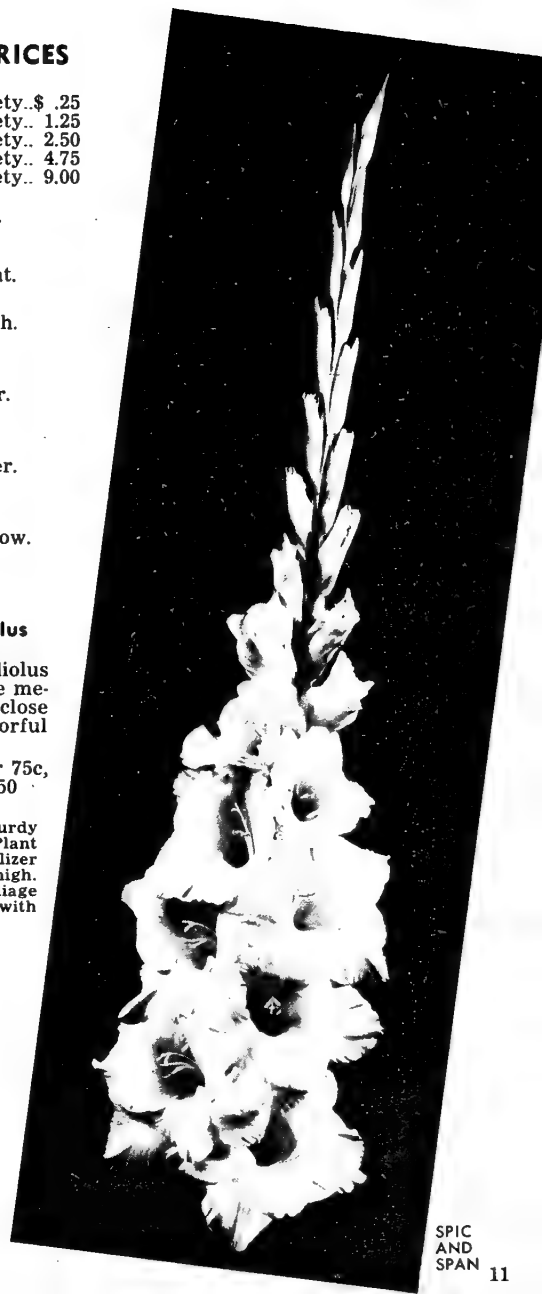 RICES
ety..$ .25
ety.. 1.25
ety.. 2.50
ety.. 4.75
ety.. 9.00
nt.
h.
r.
er.
ow.
lus
diolus
e me-
close
orful
r 75c,
50
urdy
Plant
lizer
high.
liage
with
SPIC
AND
SPAN
11